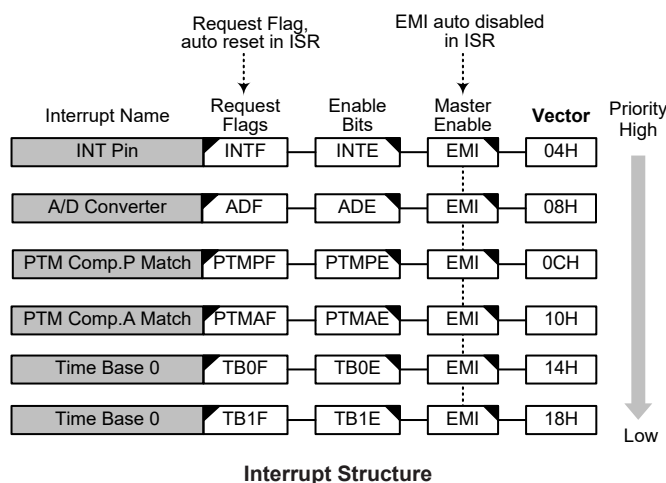 Request Flag,
auto reset in ISR
EMI auto disabled
in ISR
Interrupt Name
Request
Flags
Enable
Bits
Master
Enable
Vector
Priority
High
INT Pin INTF INTE EMI 04H
A/D Converter ADF ADE EMI 08H
PTM Comp.P Match PTMPF PTMPE EMI 0CH
PTM Comp.A Match PTMAF PTMAE EMI 10H
Time Base 0 TB0F TB0E EMI 14H
Time Base 0 TB1F TB1E EMI 18H
Low
Interrupt Structure